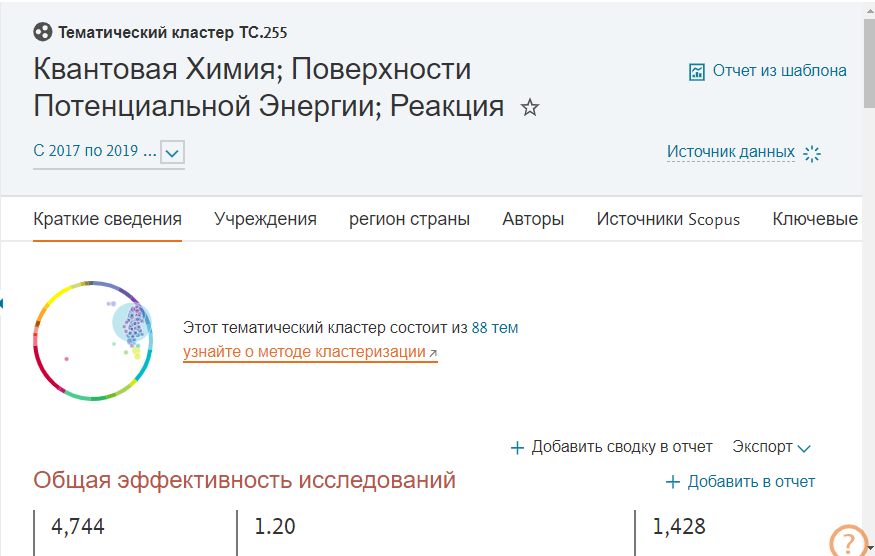 Тематический кластер TC.255
Квантовая Химия; Поверхности
Потенциальной Энергии; Реакция
Отчет из шаблона
С 2017 по 2019 ...
Источник данных
Краткие сведения Учреждения регион страны Авторы Источники Scopus Ключевые
Этот тематический кластер состоит из 88 тем
узнайте о методе кластеризации
Добавить сводку в отчет Экспорт
Общая эффективность исследований
Добавить в отчет
4,744 1.20 1,428
?